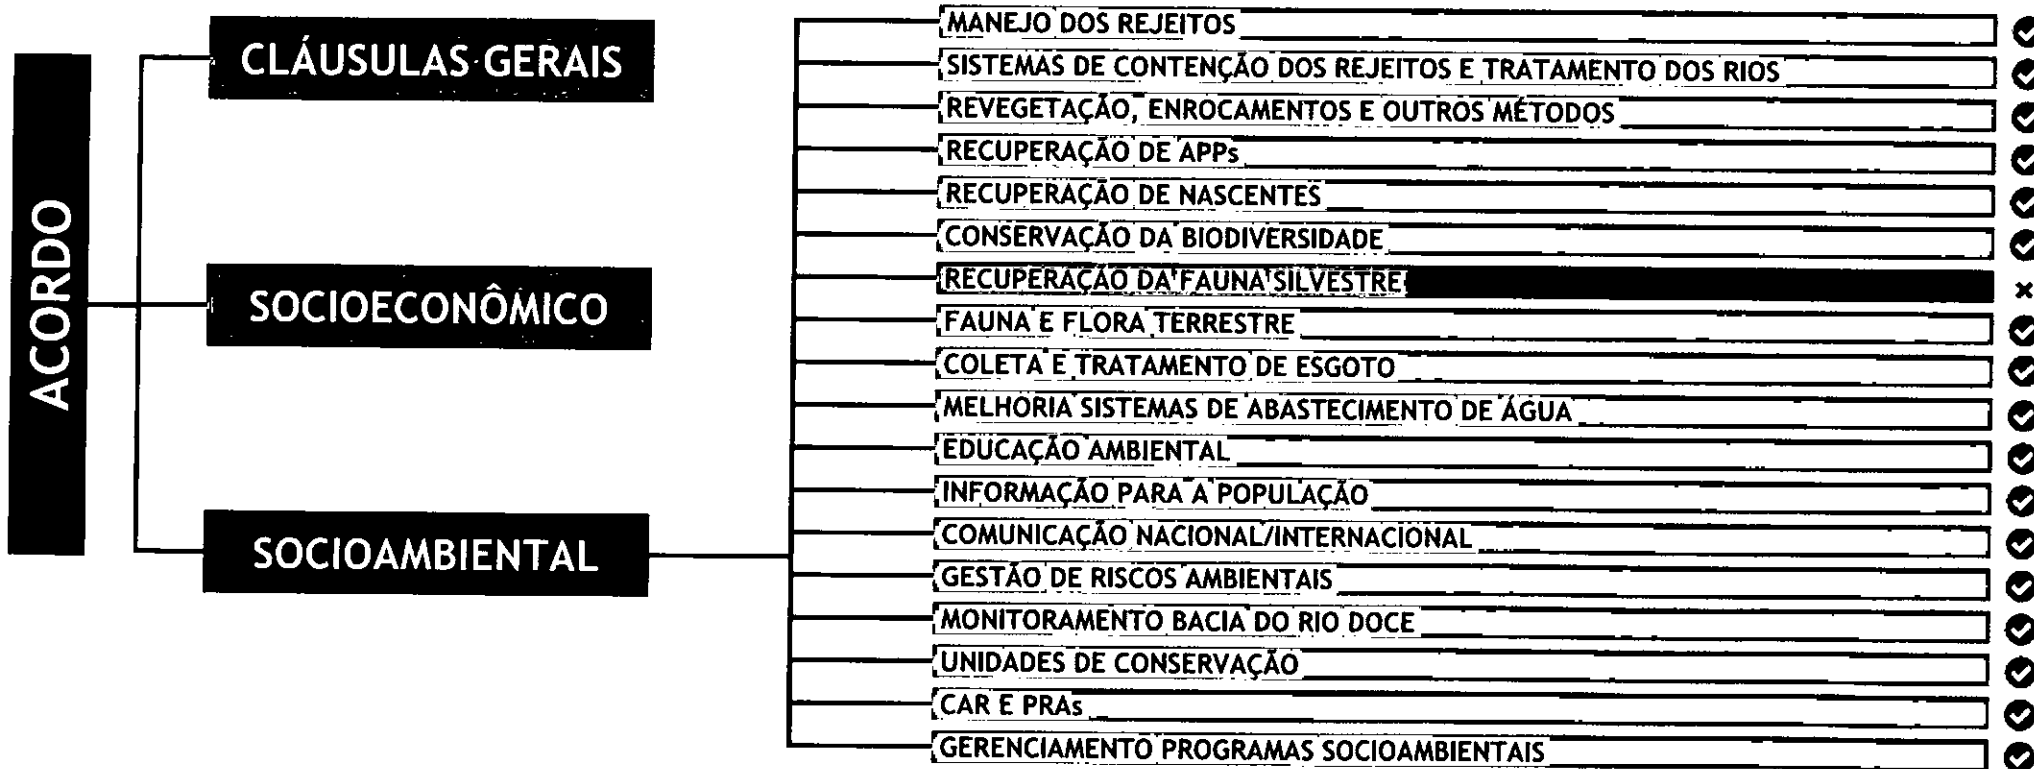 ACORDO
CLÁUSULAS GERAIS
SOCIOECONÔMICO
SOCIOAMBIENTAL
MANEJO DOS REJEITOS
SISTEMAS DE CONTENÇÃO DOS REJEITOS E TRATAMENTO DOS RIOS
REVEGETAÇÃO, ENROCAMENTOS E OUTROS MÉTODOS
RECUPERAÇÃO DE APPs
RECUPERAÇÃO DE NASCENTES
CONSERVAÇÃO DA BIODIVERSIDADE
RECUPERAÇÃO DA FAUNA SILVESTRE
FAUNA E FLORA TERRESTRE
COLETA E TRATAMENTO DE ESGOTO
MELHORIA SISTEMAS DE ABASTECIMENTO DE ÁGUA
EDUCAÇÃO AMBIENTAL
INFORMAÇÃO PARA A POPULAÇÃO
COMUNICAÇÃO NACIONAL/INTERNACIONAL
GESTÃO DE RISCOS AMBIENTAIS
MONITORAMENTO BACIA DO RIO DOCE
UNIDADES DE CONSERVAÇÃO
CAR E PRAs
GERENCIAMENTO PROGRAMAS SOCIOAMBIENTAIS